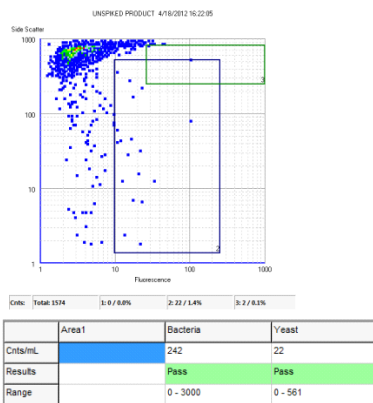 UNSPIKED PRODUCT 4/18/2012 16:22:05
Side Scatter
1000
3
100
10
2
1
1 10 100 1000
Fluorescence
Cnts: Total: 1574 1: 0 / 0.0% 2: 22 / 1.4% 3: 2 / 0.1%
Area1 Bacteria Yeast
Cnts/mL 242 22
Results Pass Pass
Range 0 - 3000 0 - 561